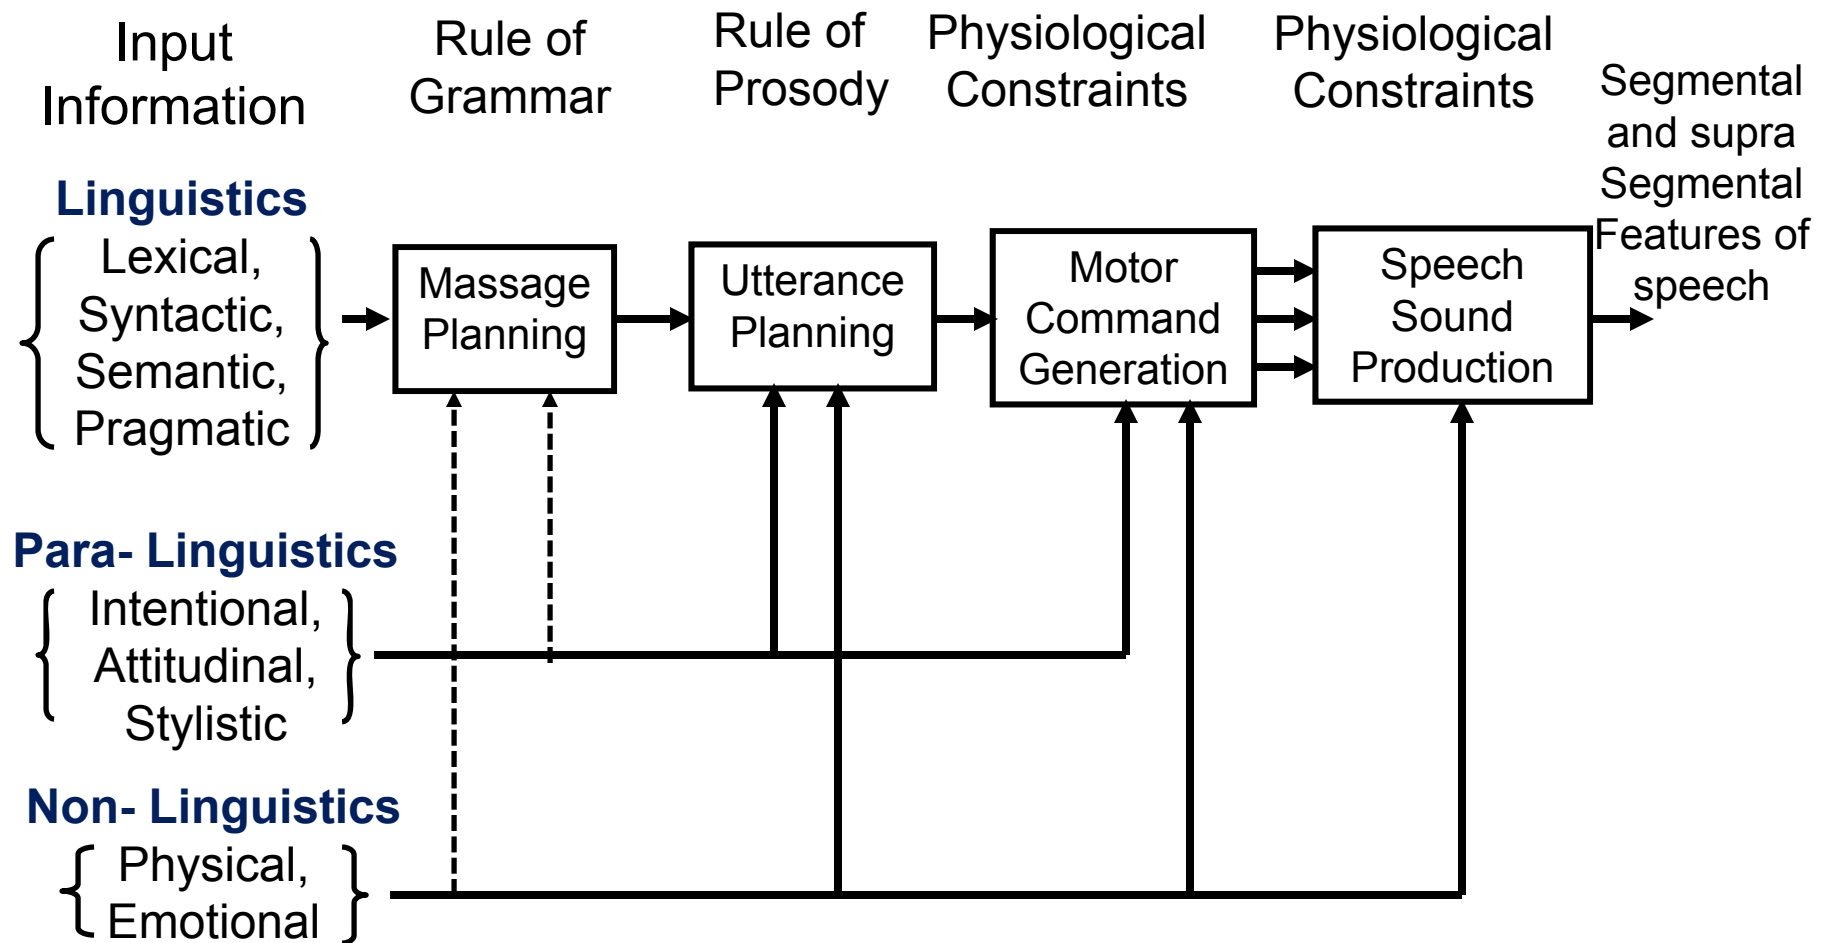 Input
Information
Rule of
Grammar
Rule of
Prosody
Physiological
Constraints
Physiological
Constraints
Segmental
and supra
Segmental
Features of
speech
Linguistics
Lexical,
Syntactic,
Semantic,
Pragmatic
Massage
Planning
Utterance
Planning
Motor
Command
Generation
Speech
Sound
Production
Para- Linguistics
Intentional,
Attitudinal,
Stylistic
Non- Linguistics
Physical,
Emotional